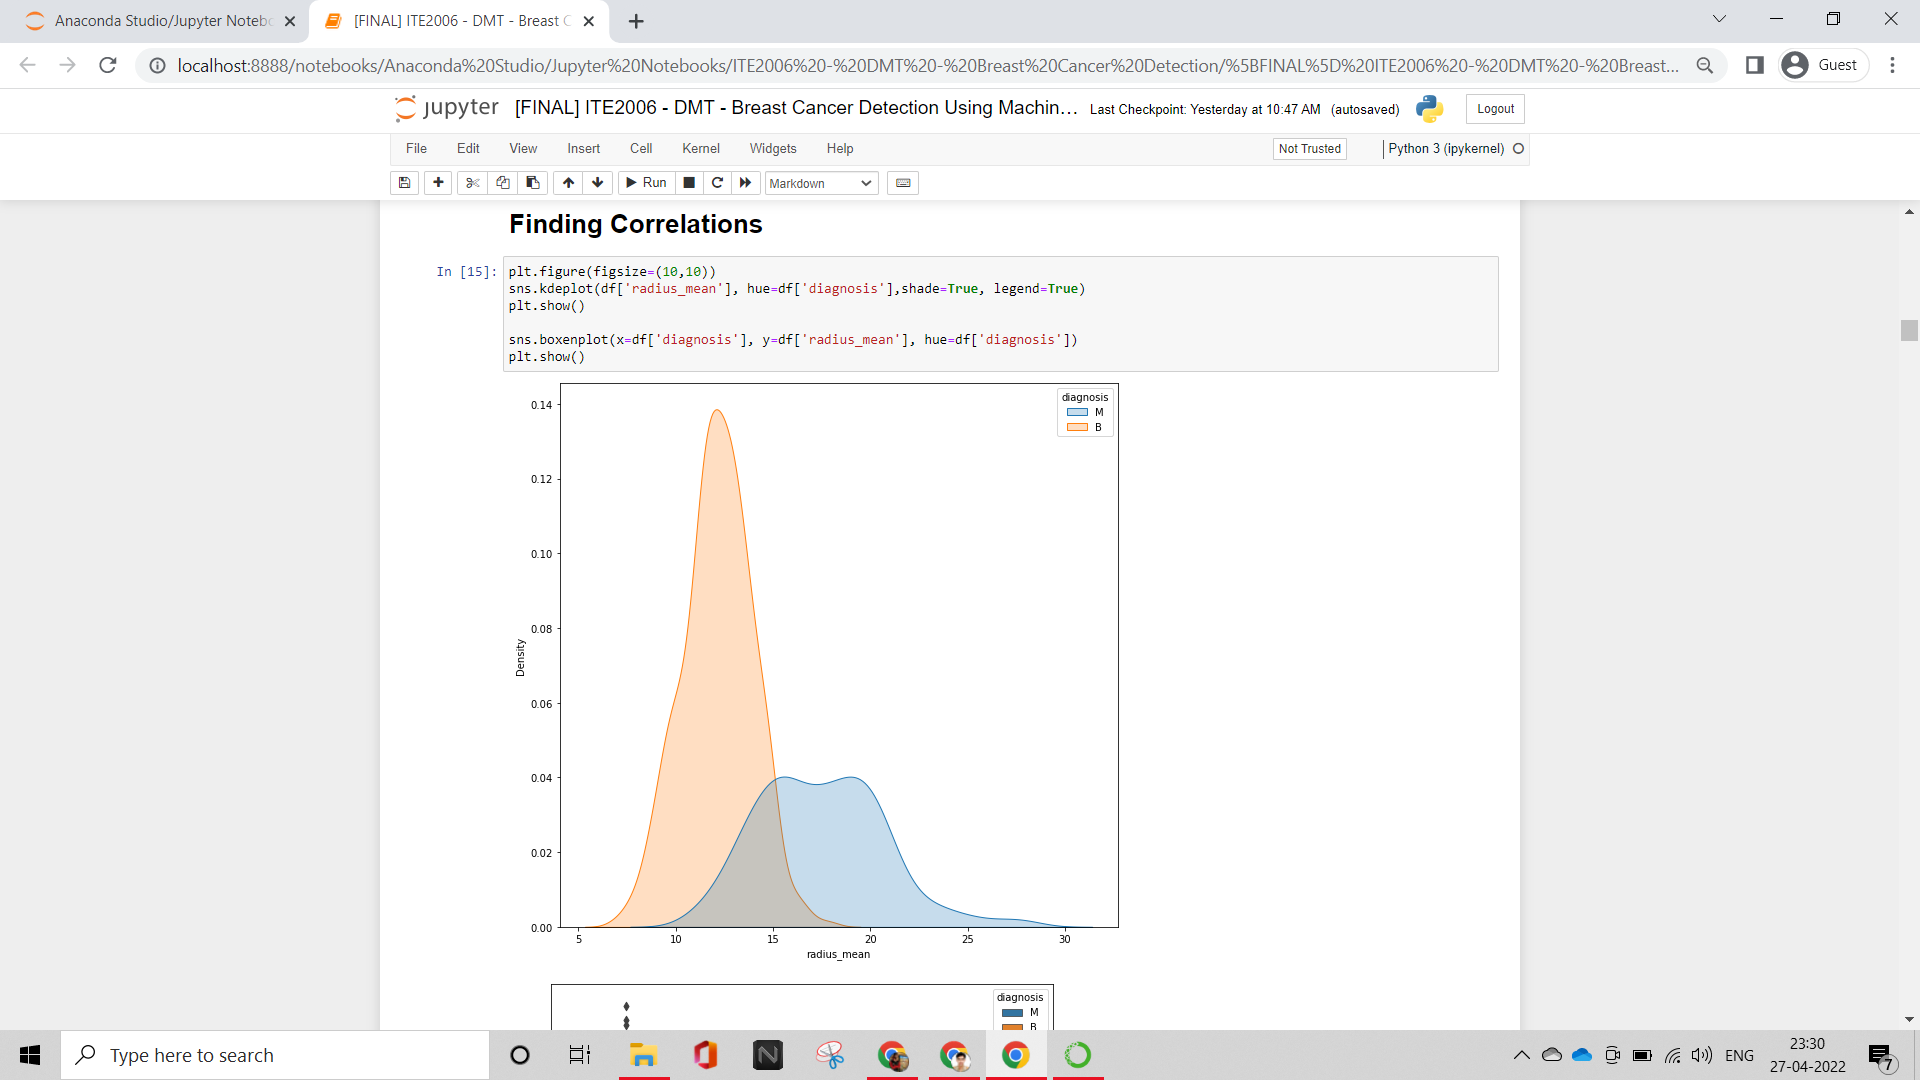 Anaconda Studio/Jupyter Noteb
[FINAL] ITE2006 - DMT - Breast C
localhost:8888/notebooks/Anaconda%20Studio/Jupyter%20Notebooks/ITE2006%20-%20DMT%20-%20Breast%20Cancer%20Detection/%5BFINAL%5D%20ITE2006%20-%20DMT%20-%20Breast...
Guest
jupyter [FINAL] ITE2006 - DMT - Breast Cancer Detection Using Machin... Last Checkpoint: Yesterday at 10:47 AM (autosaved) Logout
File Edit View Insert Cell Kernel Widgets Help Not Trusted Python 3 (ipykernel)
Run Markdown
Finding Correlations
In [15]: plt.figure(figsize=(10,10))
sns.kdeplot(df['radius_mean'], hue=df['diagnosis'],shade=True, legend=True)
plt.show()
sns.boxenplot(x=df['diagnosis'], y=df['radius_mean'], hue=df['diagnosis'])
plt.show()
diagnosis
M
B
0.14
0.12
0.10
0.08
0.06
0.04
0.02
0.00
Density
5 10 15 20 25 30
radius_mean
diagnosis
M
B
Type here to search
N
ENG
23:30
27-04-2022
7